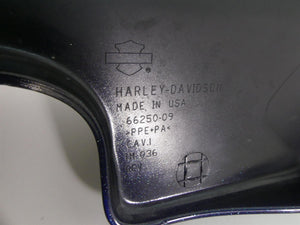 HARLEY-DAVIDSON
MADE IN USA
66250-09
>PPE+PA<
CAV.1